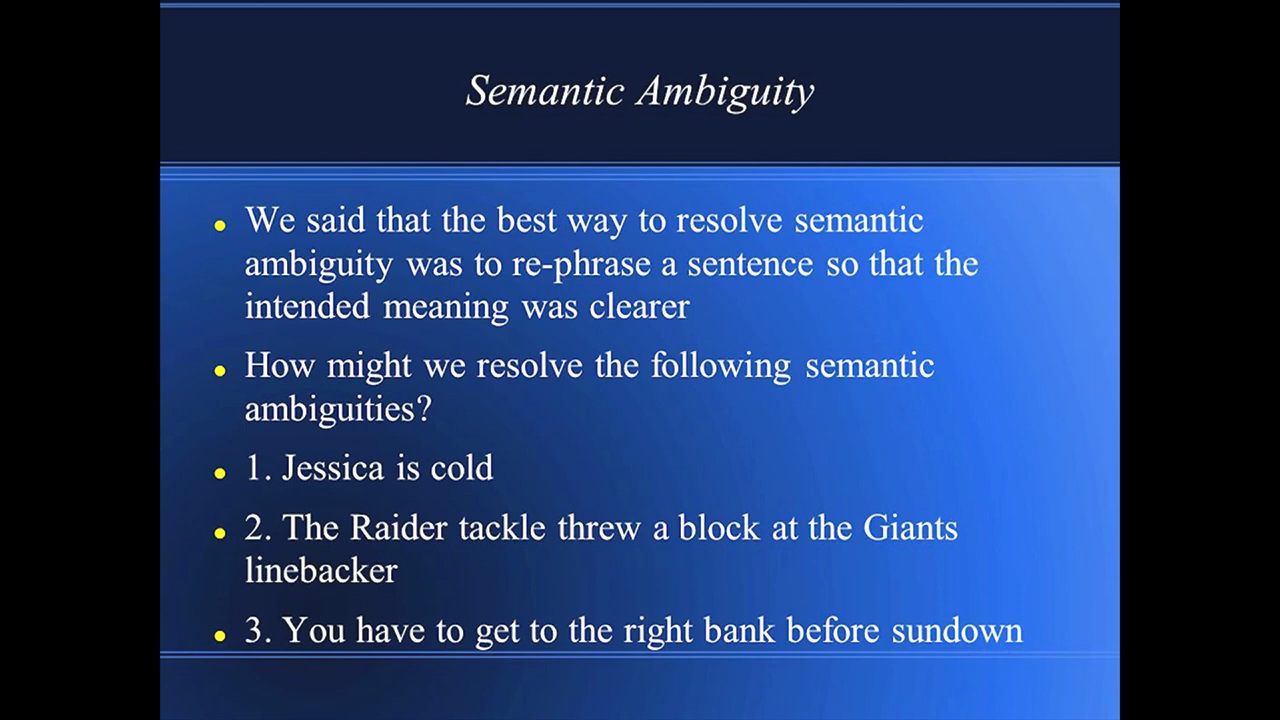 Semantic Ambiguity
• We said that the best way to resolve semantic
ambiguity was to re-phrase a sentence so that the
intended meaning was clearer
• How might we resolve the following semantic
ambiguities?
• 1. Jessica is cold
• 2. The Raider tackle threw a block at the Giants
linebacker
• 3. You have to get to the right bank before sundown